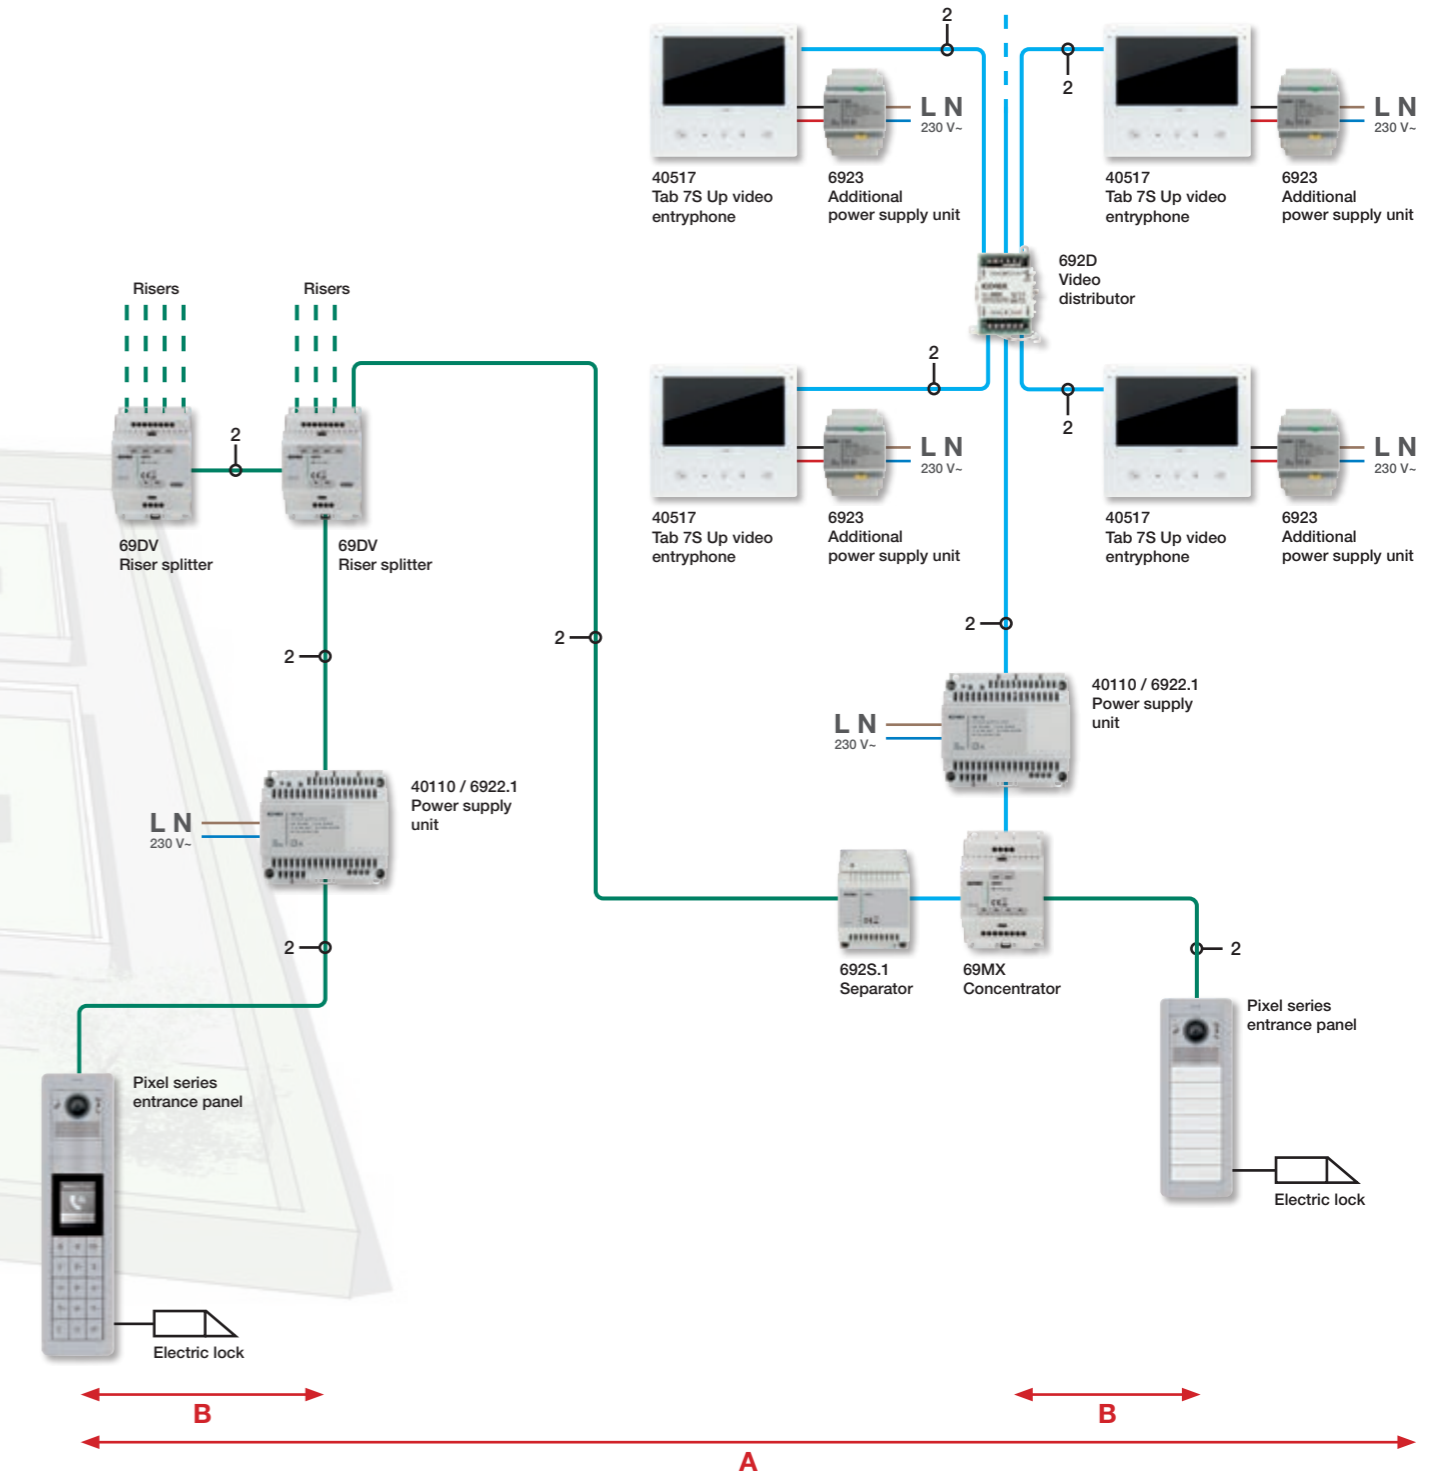 2
2
L N
230 V~
L N
230 V~
40517
Tab 7S Up video
entryphone
6923
Additional
power supply unit
40517
Tab 7S Up video
entryphone
6923
Additional
power supply unit
692D
Video
distributor
Risers
Risers
2
2
2
L N
230 V~
L N
230 V~
69DV
Riser splitter
69DV
Riser splitter
40517
Tab 7S Up video
entryphone
6923
Additional
power supply unit
40517
Tab 7S Up video
entryphone
6923
Additional
power supply unit
2
2
2
40110 / 6922.1
Power supply
unit
L N
230 V~
40110 / 6922.1
Power supply
unit
L N
230 V~
2
692S.1
Separator
69MX
Concentrator
2
Pixel series
entrance panel
Pixel series
entrance panel
Electric lock
Electric lock
B
B
A